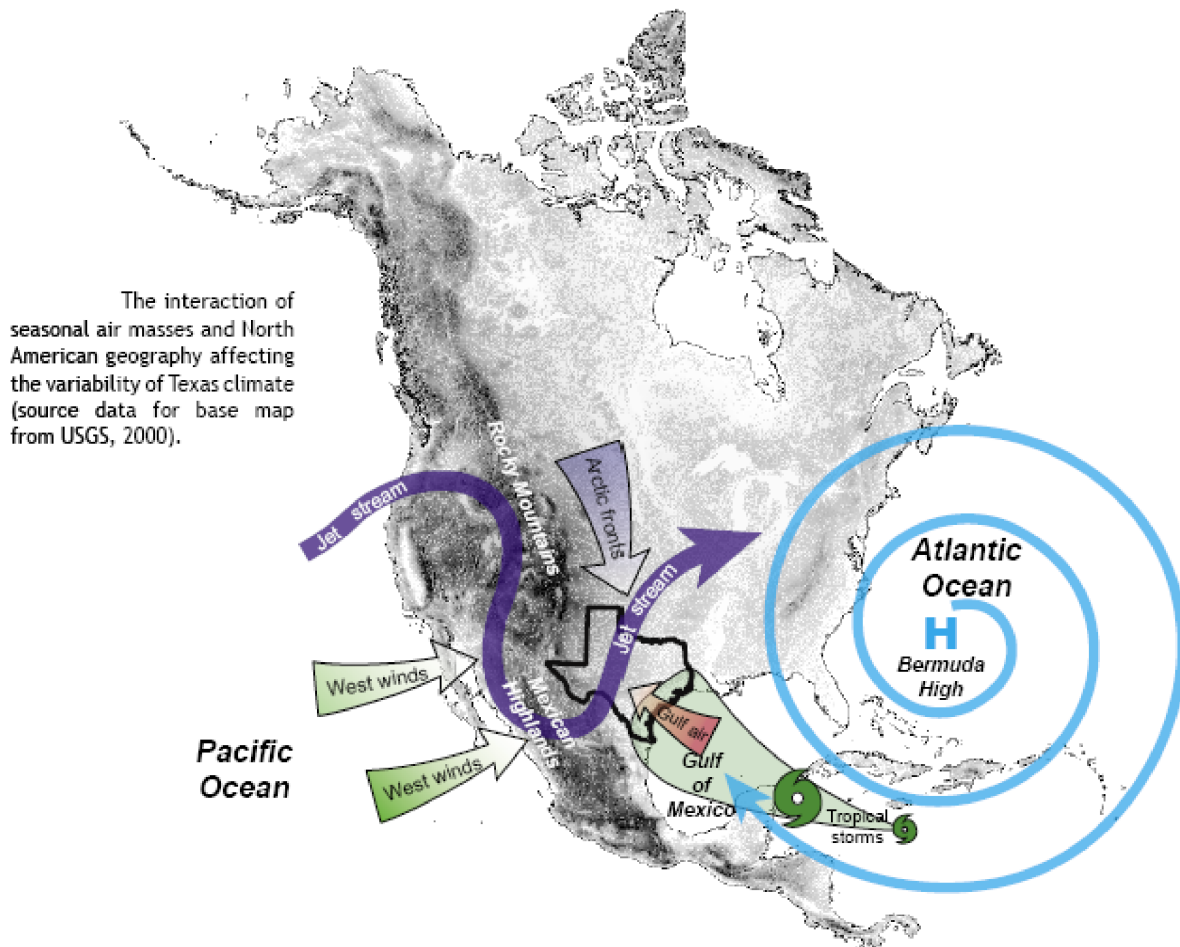 The interaction of
seasonal air masses and North
American geography affecting
the variability of Texas climate
(source data for base map
from USGS, 2000).
Rocky Mountains
Arctic fronts
Jet stream
Jet stream
Atlantic
Ocean
H
Bermuda
High
West winds
Mexican
Highlands
Gulf air
Pacific
Ocean
West winds
Gulf
of
Mexico
Tropical
storms